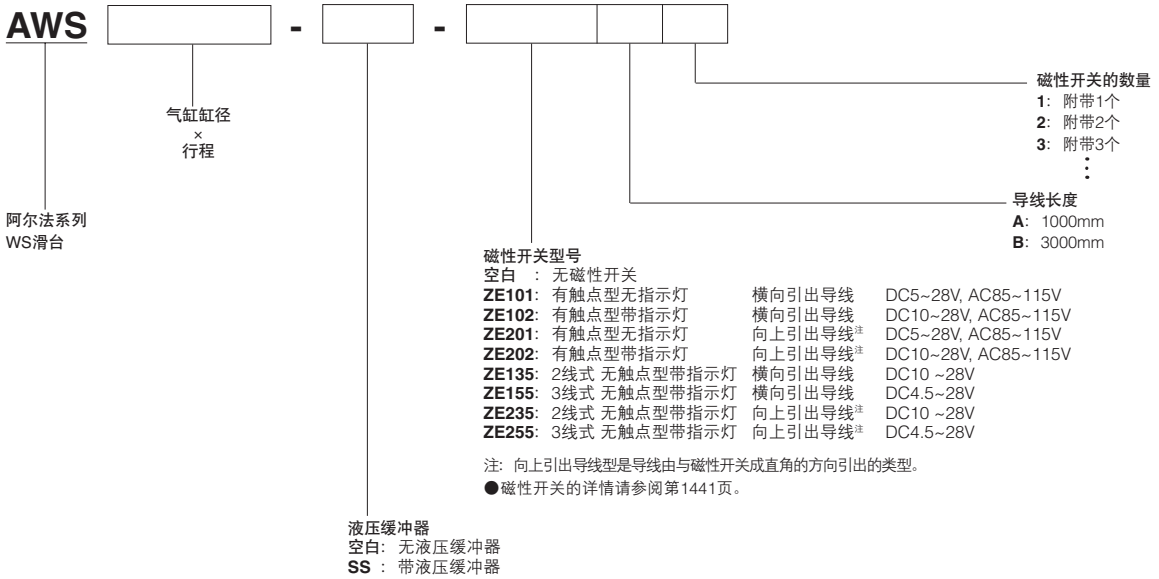 AWS - -
磁性开关的数量
1: 附带1个
2: 附带2个
3: 附带3个
气缸缸径
×
行程
导线长度
A: 1000mm
B: 3000mm
阿尔法系列
WS滑台
磁性开关型号
空白 : 无磁性开关
ZE101: 有触点型无指示灯 横向引出导线 DC5~28V, AC85~115V
ZE102: 有触点型带指示灯 横向引出导线 DC10~28V, AC85~115V
ZE201: 有触点型无指示灯 向上引出导线注 DC5~28V, AC85~115V
ZE202: 有触点型带指示灯 向上引出导线注 DC10~28V, AC85~115V
ZE135: 2线式 无触点型带指示灯 横向引出导线 DC10 ~28V
ZE155: 3线式 无触点型带指示灯 横向引出导线 DC4.5~28V
ZE235: 2线式 无触点型带指示灯 向上引出导线注 DC10 ~28V
ZE255: 3线式 无触点型带指示灯 向上引出导线注 DC4.5~28V
注: 向上引出导线型是导线由与磁性开关成直角的方向引出的类型。
●磁性开关的详情请参阅第1441页。
液压缓冲器
空白: 无液压缓冲器
SS : 带液压缓冲器